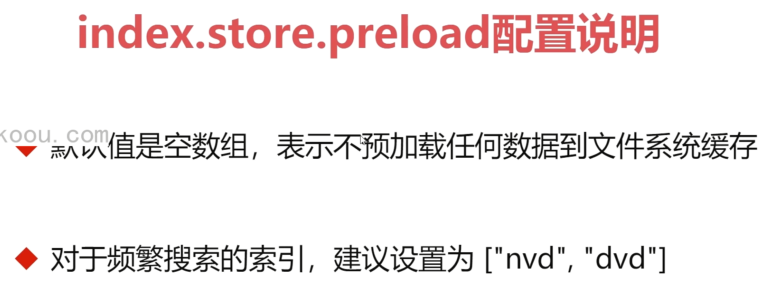 index.store.preload配置说明
koou.com
默认值是空数组，表示不预加载任何数据到文件系统缓存
对于频繁搜索的索引，建议设置为 ["nvd", "dvd"]